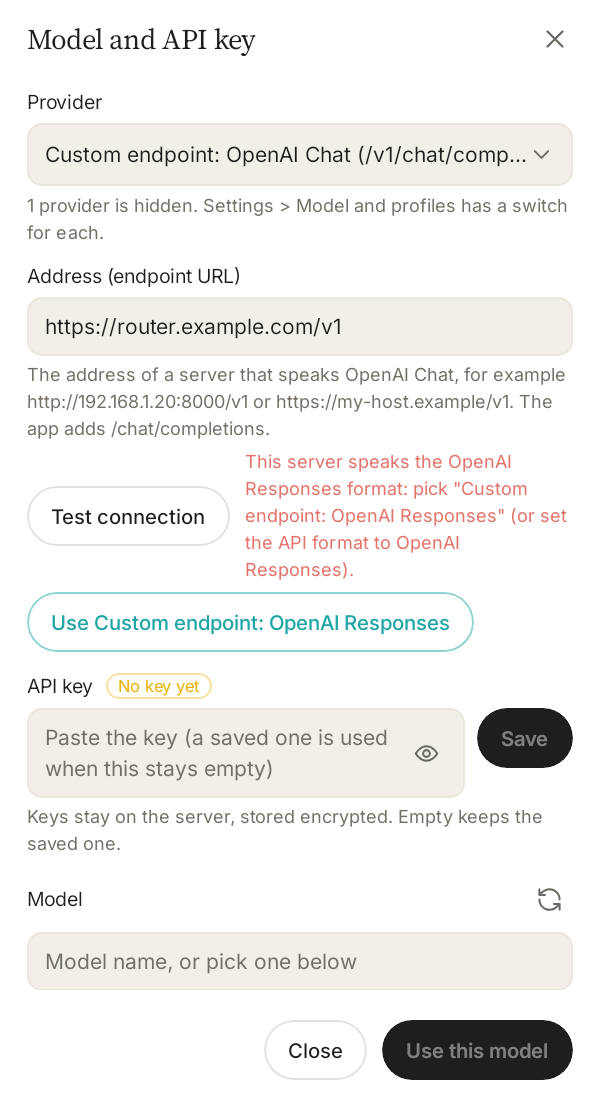 Model and API key
Provider
Custom endpoint: OpenAI Chat (/v1/chat/comp...
1 provider is hidden. Settings > Model and profiles has a switch
for each.
Address (endpoint URL)
https://router.example.com/v1
The address of a server that speaks OpenAI Chat, for example
http://192.168.1.20:8000/v1 or https://my-host.example/v1. The
app adds /chat/completions.
Test connection
This server speaks the OpenAI
Responses format: pick "Custom
endpoint: OpenAI Responses" (or set
the API format to OpenAI
Responses).
Use Custom endpoint: OpenAI Responses
API key No key yet
Paste the key (a saved one is used
when this stays empty)
Save
Keys stay on the server, stored encrypted. Empty keeps the
saved one.
Model
Model name, or pick one below
Close Use this model